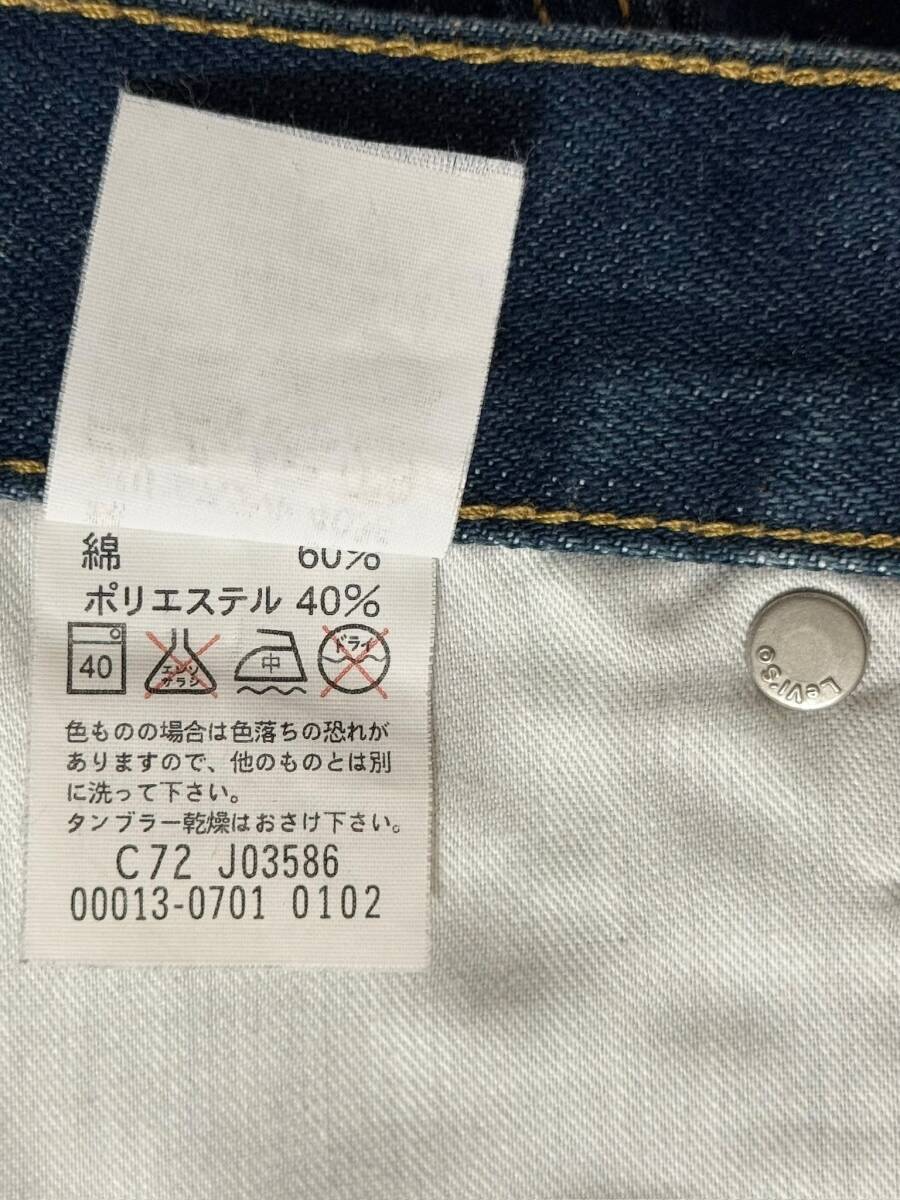 綿 60%
ポリエステル 40%
40 エンソ 中 ドライ
サラシ
色ものの場合は色落ちの恐れが
ありますので、他のものとは別
に洗って下さい。
タンブラー乾燥はおさけ下さい。
C72 J03586
00013-0701 0102
LeVI'S©